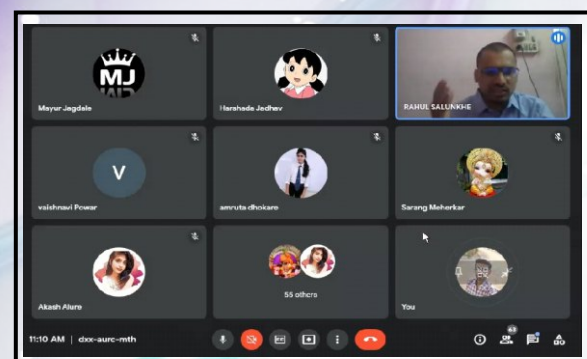 MJ
Mayur Jagdale
Harshada Jadhav
RAHUL SALUNKHE
V
vaishnavi Powar
amruta dhokare
Sarang Meherkar
Akash Alure
55 others
You
11:10 AM | dxx-aurc-mth
63